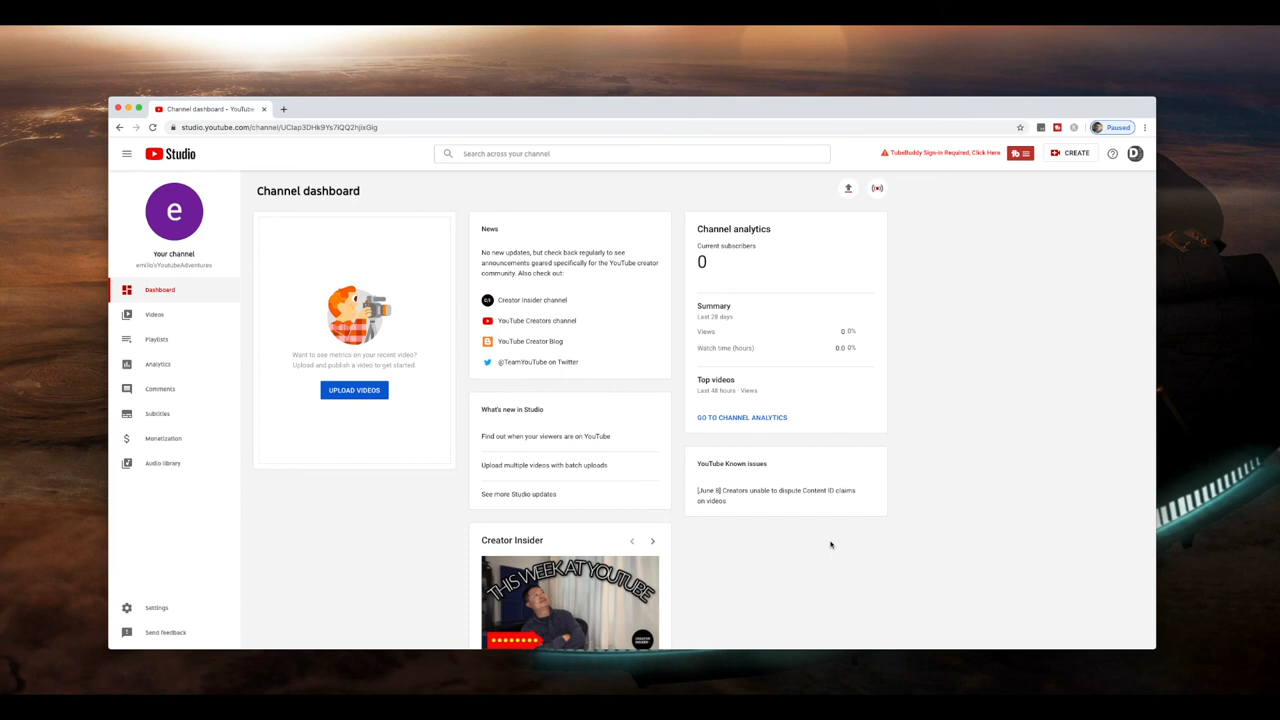 Channel dashboard - YouTube
studio.youtube.com/channel/UCIap3DHk9Ys7iQQ2hjixGig
Paused
Studio
Search across your channel
TubeBuddy Sign-in Required, Click Here
tb
CREATE
D
e
Your channel
emilio'sYoutubeAdventures
Dashboard
Videos
Playlists
Analytics
Comments
Subtitles
Monetization
Audio library
Settings
Send feedback
Channel dashboard
Want to see metrics on your recent video?
Upload and publish a video to get started.
UPLOAD VIDEOS
News
No new updates, but check back regularly to see
announcements geared specifically for the YouTube creator
community. Also check out:
Creator Insider channel
YouTube Creators channel
YouTube Creator Blog
@TeamYouTube on Twitter
What's new in Studio
Find out when your viewers are on YouTube
Upload multiple videos with batch uploads
See more Studio updates
Creator Insider
THIS WEEK AT YOUTUBE
CREATOR
INSIDER
Channel analytics
Current subscribers
0
Summary
Last 28 days
Views 0 0%
Watch time (hours) 0.0 0%
Top videos
Last 48 hours · Views
GO TO CHANNEL ANALYTICS
YouTube Known issues
[June 8] Creators unable to dispute Content ID claims
on videos